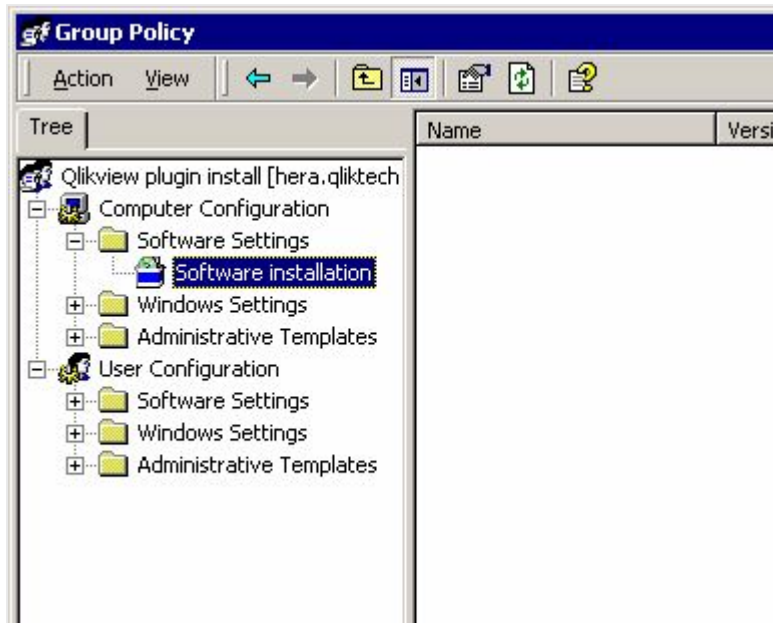 Group Policy
Action View
Tree
Name Versi
Qlikview plugin install [hera.qliktech
Computer Configuration
Software Settings
Software installation
Windows Settings
Administrative Templates
User Configuration
Software Settings
Windows Settings
Administrative Templates